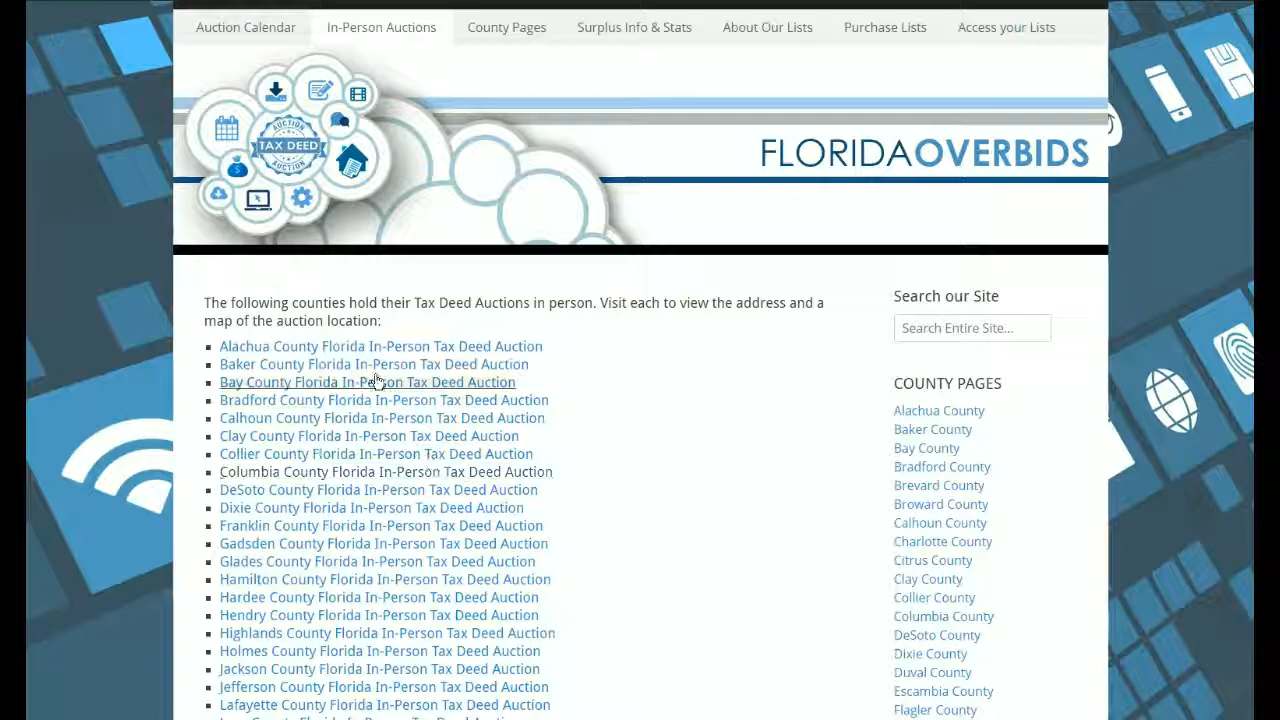 Auction Calendar
In-Person Auctions
County Pages
Surplus Info & Stats
About Our Lists
Purchase Lists
Access your Lists
AUCTION
TAX DEED
AUCTION
FLORIDAOVERBIDS
The following counties hold their Tax Deed Auctions in person. Visit each to view the address and a
map of the auction location:
Alachua County Florida In-Person Tax Deed Auction
Baker County Florida In-Person Tax Deed Auction
Bay County Florida In-Person Tax Deed Auction
Bradford County Florida In-Person Tax Deed Auction
Calhoun County Florida In-Person Tax Deed Auction
Clay County Florida In-Person Tax Deed Auction
Collier County Florida In-Person Tax Deed Auction
Columbia County Florida In-Person Tax Deed Auction
DeSoto County Florida In-Person Tax Deed Auction
Dixie County Florida In-Person Tax Deed Auction
Franklin County Florida In-Person Tax Deed Auction
Gadsden County Florida In-Person Tax Deed Auction
Glades County Florida In-Person Tax Deed Auction
Hamilton County Florida In-Person Tax Deed Auction
Hardee County Florida In-Person Tax Deed Auction
Hendry County Florida In-Person Tax Deed Auction
Highlands County Florida In-Person Tax Deed Auction
Holmes County Florida In-Person Tax Deed Auction
Jackson County Florida In-Person Tax Deed Auction
Jefferson County Florida In-Person Tax Deed Auction
Lafayette County Florida In-Person Tax Deed Auction
Search our Site
Search Entire Site...
COUNTY PAGES
Alachua County
Baker County
Bay County
Bradford County
Brevard County
Broward County
Calhoun County
Charlotte County
Citrus County
Clay County
Collier County
Columbia County
DeSoto County
Dixie County
Duval County
Escambia County
Flagler County